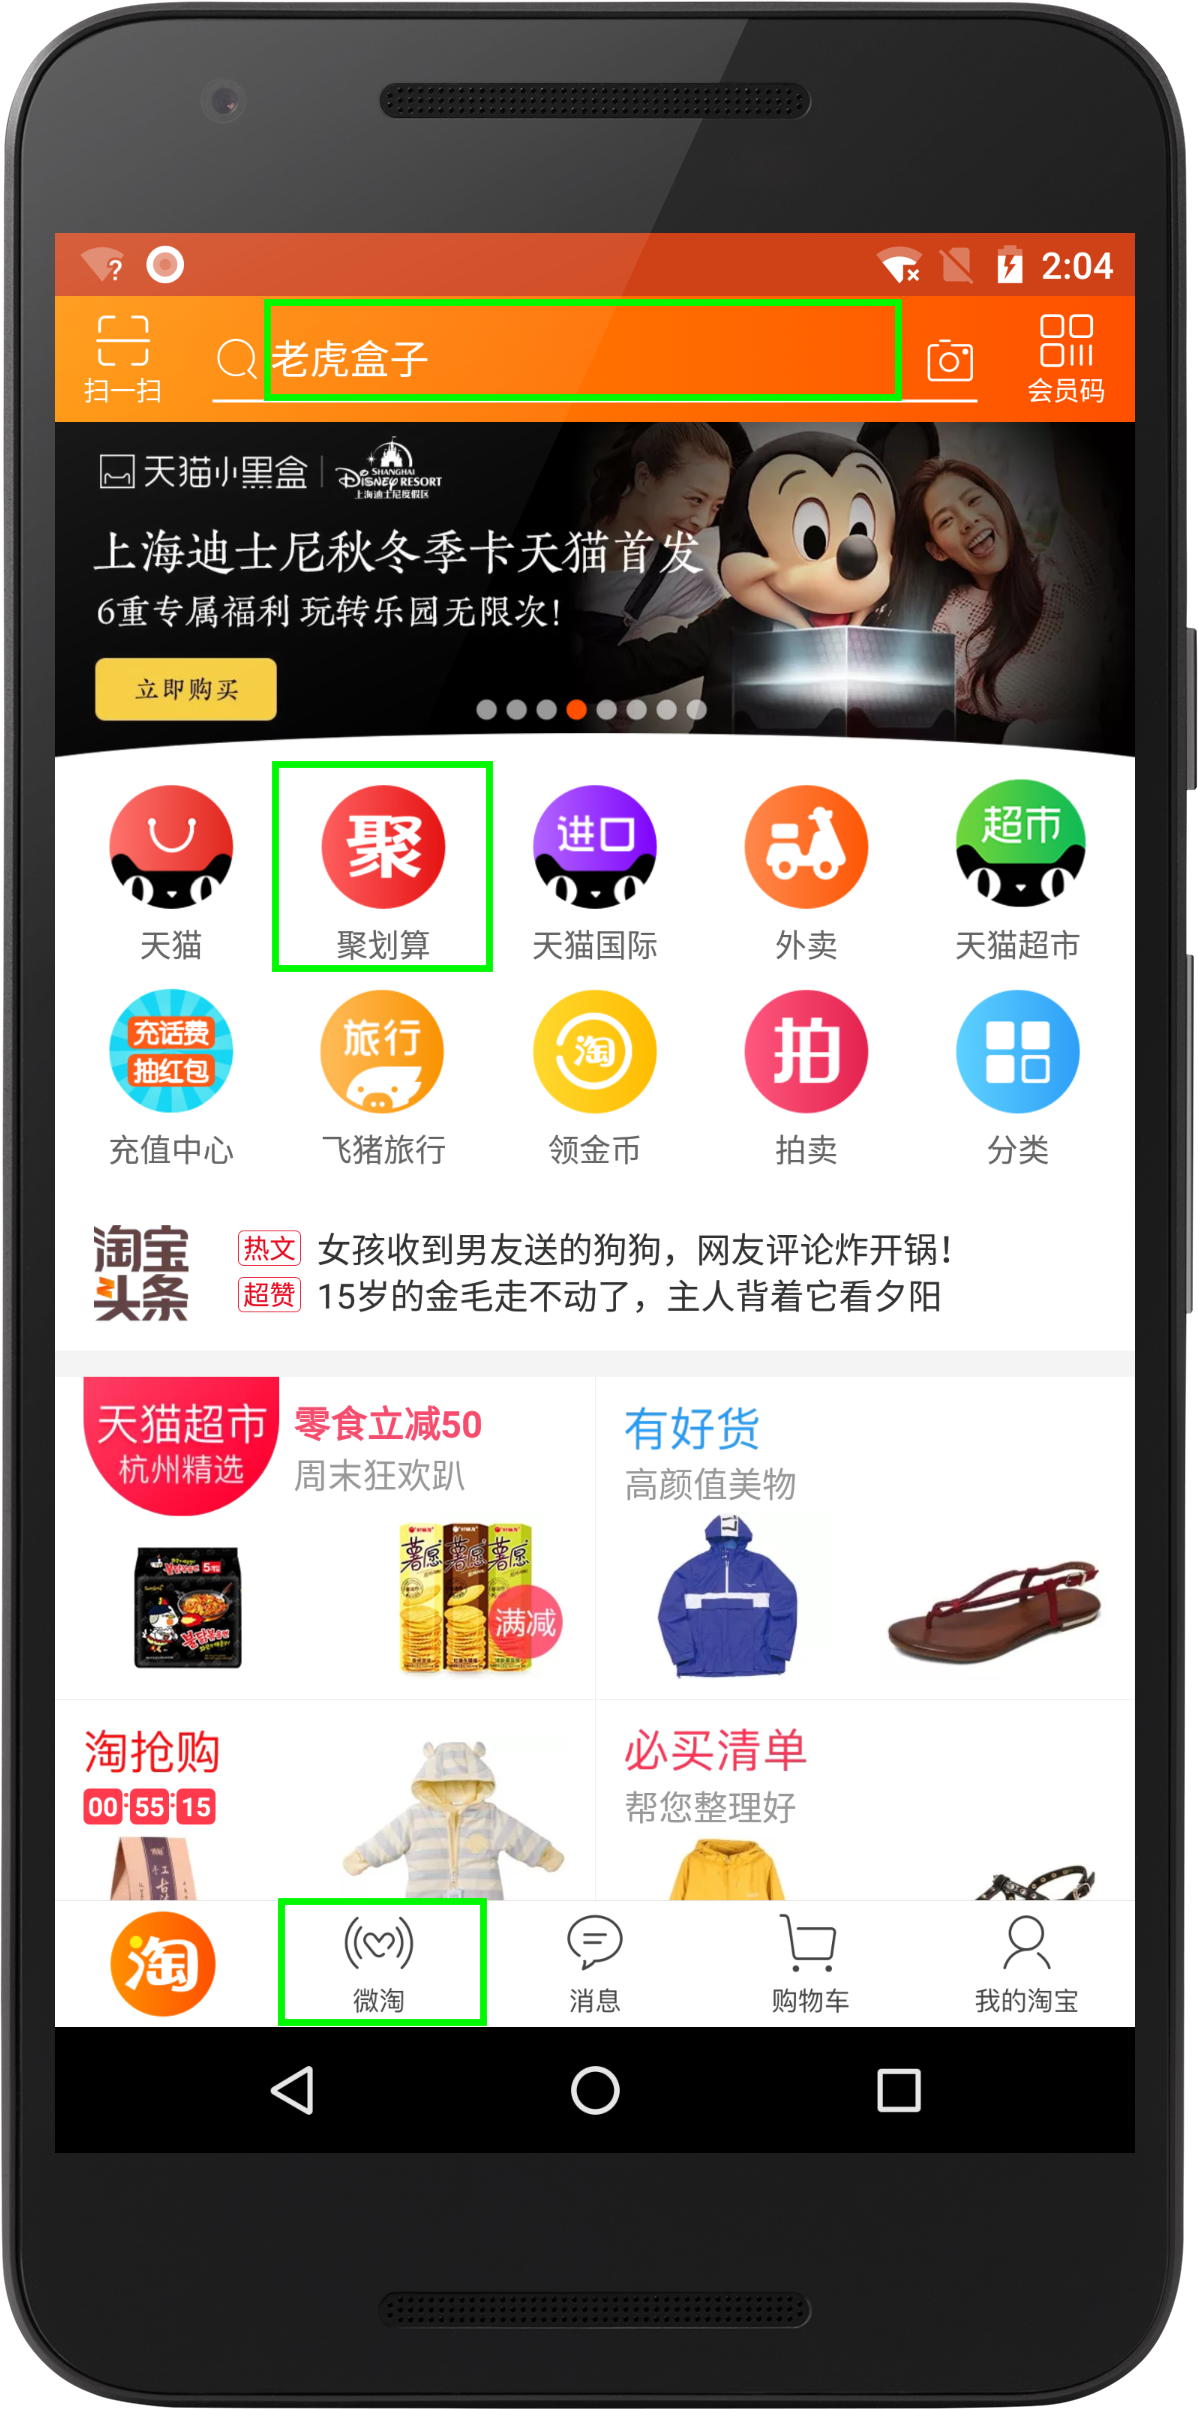 2:04
扫一扫
老虎盒子
会员码
天猫小黑盒
SHANGHAI
Disney RESORT
上海迪士尼度假区
上海迪士尼秋冬季卡天猫首发
6重专属福利 玩转乐园无限次!
立即购买
聚
进口
超市
天猫
聚划算
天猫国际
外卖
天猫超市
充话费
抽红包
旅行
淘
拍
充值中心
飞猪旅行
领金币
拍卖
分类
淘宝
头条
热文 女孩收到男友送的狗狗，网友评论炸开锅！
超赞 15岁的金毛走不动了，主人背着它看夕阳
天猫超市
杭州精选
零食立减50
周末狂欢趴
有好货
高颜值美物
薯愿 薯愿 薯愿
满减
불닭볶음면
淘抢购
00:55:15
必买清单
帮您整理好
淘
微淘
消息
购物车
我的淘宝